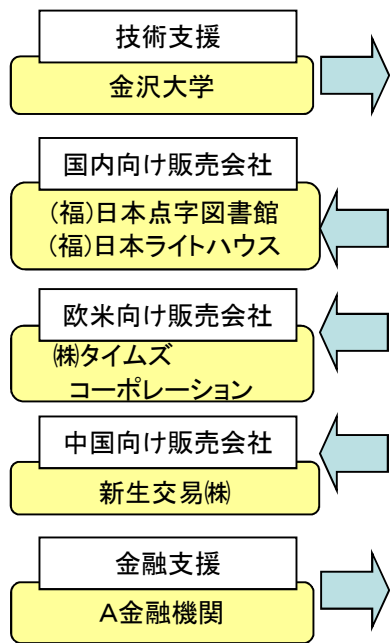 技術支援
金沢大学
国内向け販売会社
(福)日本点字図書館
(福)日本ライトハウス
欧米向け販売会社
㈱タイムズ
コーポレーション
中国向け販売会社
新生交易㈱
金融支援
A金融機関